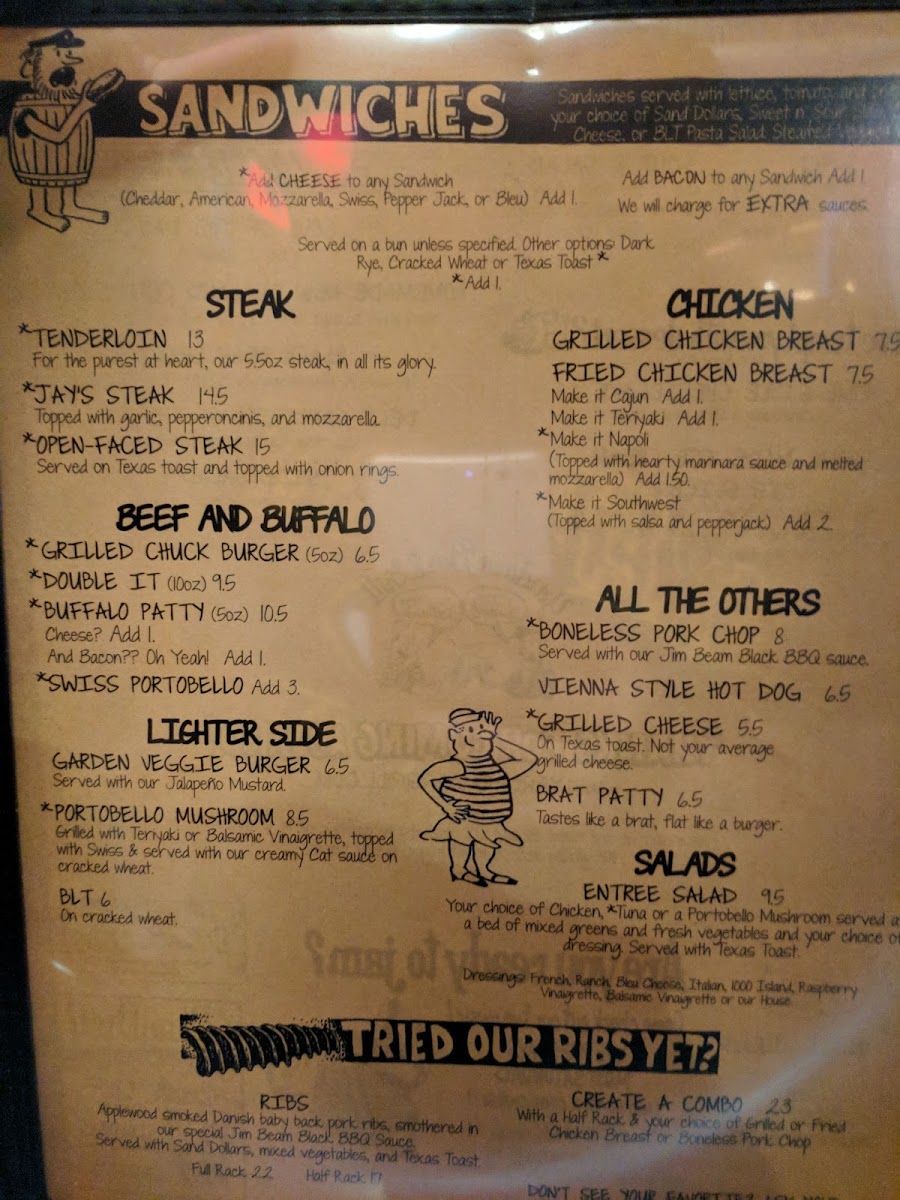 SANDWICHES
Sandwiches served with lettuce, tomato, and
your choice of Sand Dollars, Sweet n' Sour
Cheese, or BLT Pasta Salad Steamed
*Add CHEESE to any Sandwich
(Cheddar, American, Mozzarella, Swiss, Pepper Jack, or Bleu) Add 1.
Add BACON to any Sandwich Add 1.
We will charge for EXTRA sauces.
Served on a bun unless specified. Other options: Dark
Rye, Cracked Wheat or Texas Toast*
*Add 1.
STEAK
*TENDERLOIN 13
For the purest at heart, our 5.5oz steak, in all its glory.
*JAY'S STEAK 14.5
Topped with garlic, pepperoncinis, and mozzarella.
*OPEN-FACED STEAK 15
Served on Texas toast and topped with onion rings.
BEEF AND BUFFALO
*GRILLED CHUCK BURGER (5oz) 6.5
*DOUBLE IT (10oz) 9.5
*BUFFALO PATTY (5oz) 10.5
Cheese? Add 1.
And Bacon?? Oh Yeah! Add 1.
*SWISS PORTOBELLO Add 3.
LIGHTER SIDE
GARDEN VEGGIE BURGER 6.5
Served with our Jalapeño Mustard.
*PORTOBELLO MUSHROOM 8.5
Grilled with Teriyaki or Balsamic Vinaigrette, topped
with Swiss & served with our creamy Cat sauce on
cracked wheat.
BLT 6
On cracked wheat.
CHICKEN
GRILLED CHICKEN BREAST 7.5
FRIED CHICKEN BREAST 7.5
Make it Cajun Add 1.
Make it Teriyaki Add 1.
*Make it Napoli
(Topped with hearty marinara sauce and melted
mozzarella) Add 1.50.
*Make it Southwest
(Topped with salsa and pepperjack) Add 2.
ALL THE OTHERS
*BONELESS PORK CHOP 8
Served with our Jim Beam Black BBQ sauce.
VIENNA STYLE HOT DOG 6.5
*GRILLED CHEESE 5.5
On Texas toast. Not your average
grilled cheese.
BRAT PATTY 6.5
Tastes like a brat, flat like a burger.
SALADS
ENTREE SALAD 9.5
Your choice of Chicken, *Tuna or a Portobello Mushroom served
a bed of mixed greens and fresh vegetables and your choice of
dressing. Served with Texas Toast.
Dressings: French, Ranch, Bleu Cheese, Italian, 1000 Island, Raspberry
Vinaigrette, Balsamic Vinaigrette or our House
TRIED OUR RIBS YET?
RIBS
Applewood smoked Danish baby back pork ribs, smothered in
our special Jim Beam Black BBQ Sauce.
Served with Sand Dollars, mixed vegetables, and Texas Toast.
Full Rack 22 Half Rack 17
CREATE A COMBO 23
With a Half Rack & your choice of Grilled or Fried
Chicken Breast or Boneless Pork Chop
DON'T SEE YOUR